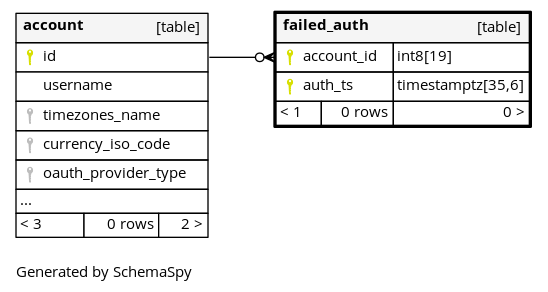 account [table]
id
username
timezones_name
currency_iso_code
oauth_provider_type
...
< 3 0 rows 2 >
failed_auth [table]
account_id int8[19]
auth_ts timestamptz[35,6]
< 1 0 rows 0 >
Generated by SchemaSpy